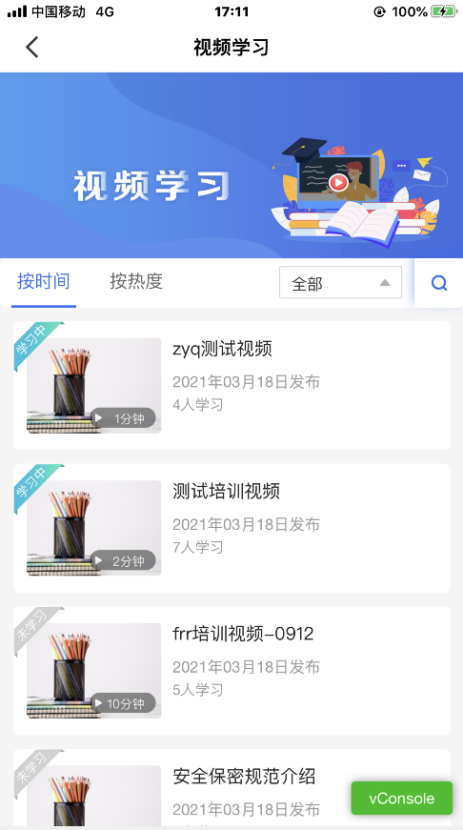 中国移动 4G 17:11 100%
视频学习
视频学习
按时间 按热度 全部
学习中
zyq测试视频
2021年03月18日发布
4人学习
1分钟
学习中
测试培训视频
2021年03月18日发布
7人学习
2分钟
未学习
frr培训视频-0912
2021年03月18日发布
5人学习
10分钟
未学习
安全保密规范介绍
2021年03月18日发布
vConsole